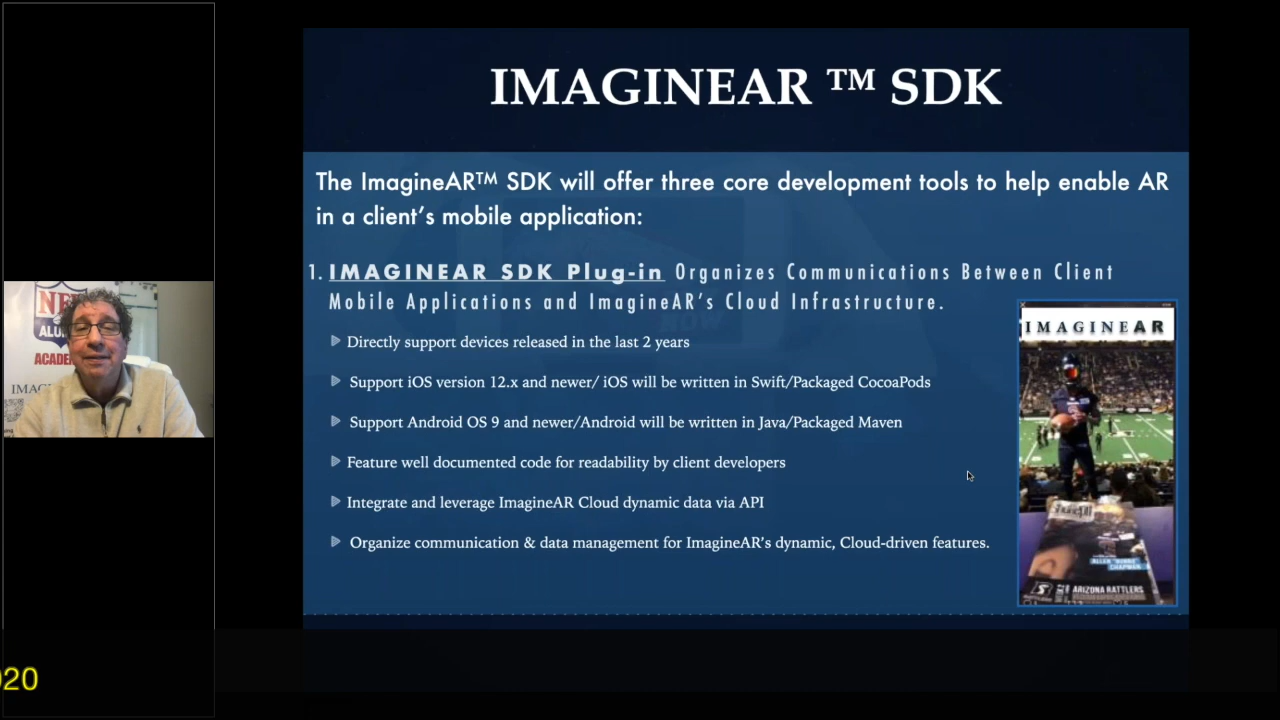 IMAGINEAR ™ SDK
The ImagineAR™ SDK will offer three core development tools to help enable AR
in a client's mobile application:
1. IMAGINEAR SDK Plug-in Organizes Communications Between Client
Mobile Applications and ImagineAR's Cloud Infrastructure.
Directly support devices released in the last 2 years
Support iOS version 12.x and newer/ iOS will be written in Swift/Packaged CocoaPods
Support Android OS 9 and newer/Android will be written in Java/Packaged Maven
Feature well documented code for readability by client developers
Integrate and leverage ImagineAR Cloud dynamic data via API
Organize communication & data management for ImagineAR's dynamic, Cloud-driven features.
IMAGINEAR
ARIZONA RATTLERS
NFL
ALU
ACADE
IMAG
020